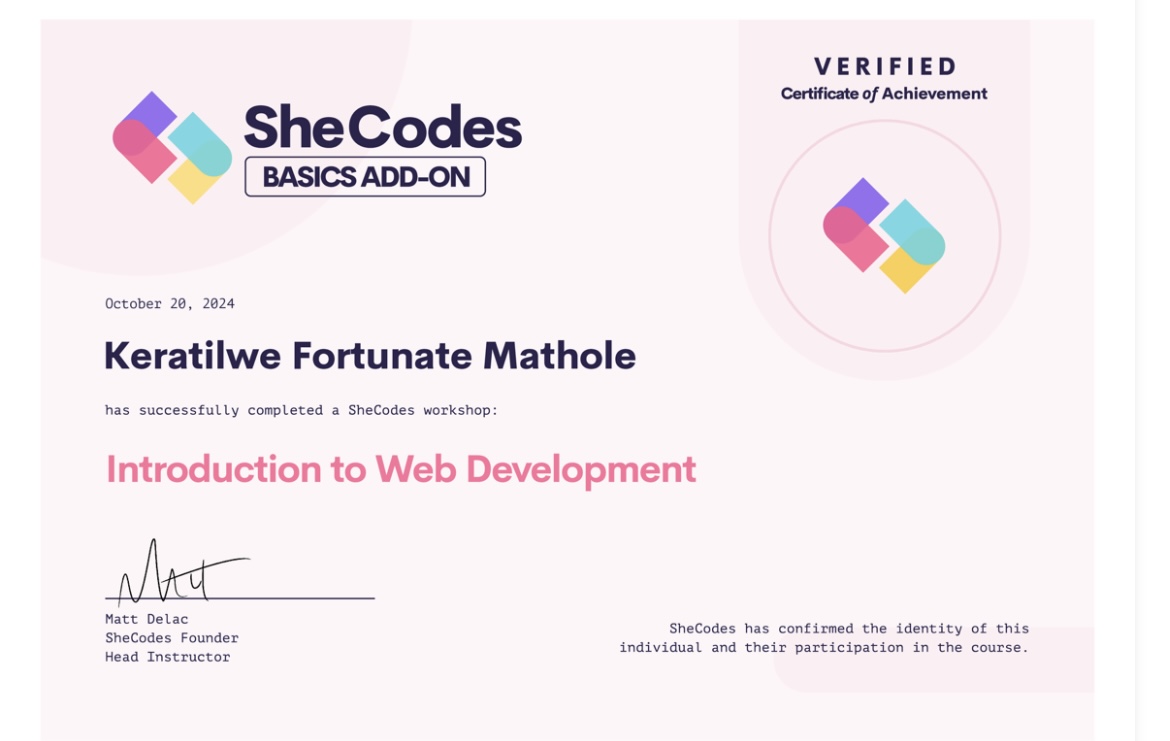 SheCodes
BASICS ADD-ON
VERIFIED
Certificate of Achievement
October 20, 2024
Keratilwe Fortunate Mathole
has successfully completed a SheCodes workshop:
Introduction to Web Development
Matt
Matt Delac
SheCodes Founder
Head Instructor
SheCodes has confirmed the identity of this
individual and their participation in the course.